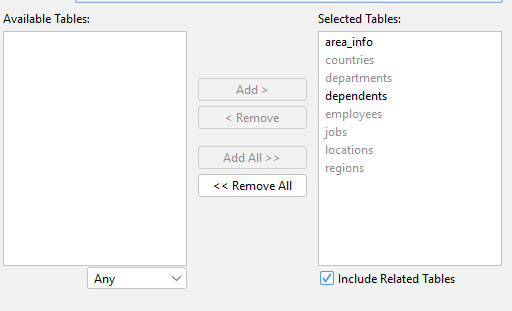 Available Tables:
Selected Tables:
area_info
countries
departments
dependents
employees
jobs
locations
regions
Add >
< Remove
Add All >>
<< Remove All
Any
Include Related Tables